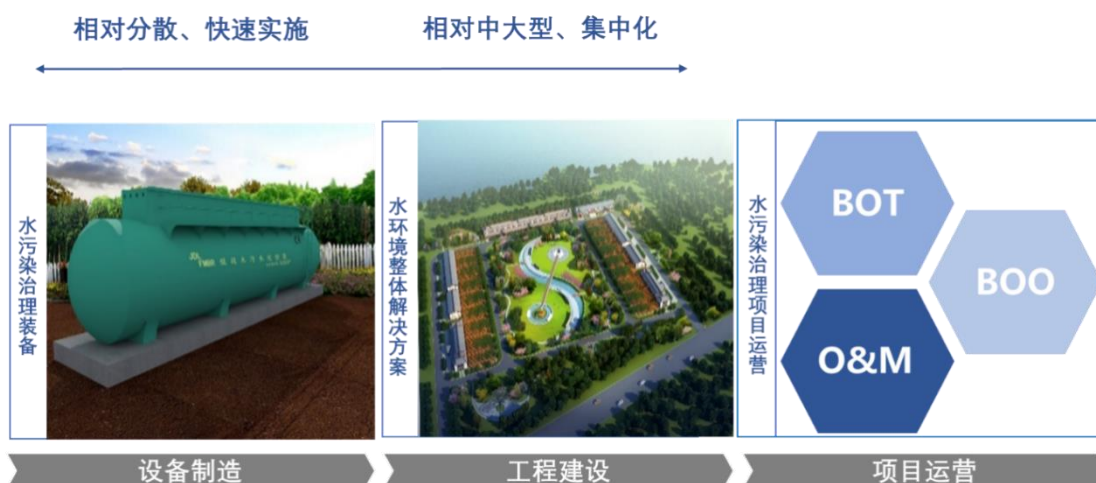 相对分散、快速实施
相对中大型、集中化
水污染治理装备
水环境整体解决方案
水污染治理项目运营
BOT
BOO
O&M
设备制造
工程建设
项目运营